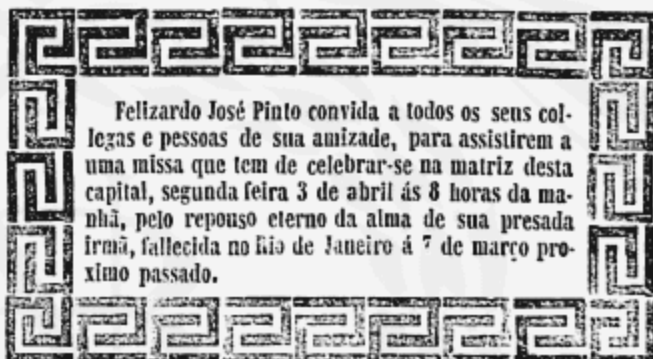 Felizardo José Pinto convida a todos os seus col-
legas e pessoas de sua amizade, para assistirem a
uma missa que tem de celebrar-se na matriz desta
capital, segunda feira 3 de abril ás 8 horas da ma-
nhã, pelo repouso eterno da alma de sua presada
irmã, fallecida no Rio de Janeiro á 7 de março pro-
ximo passado.